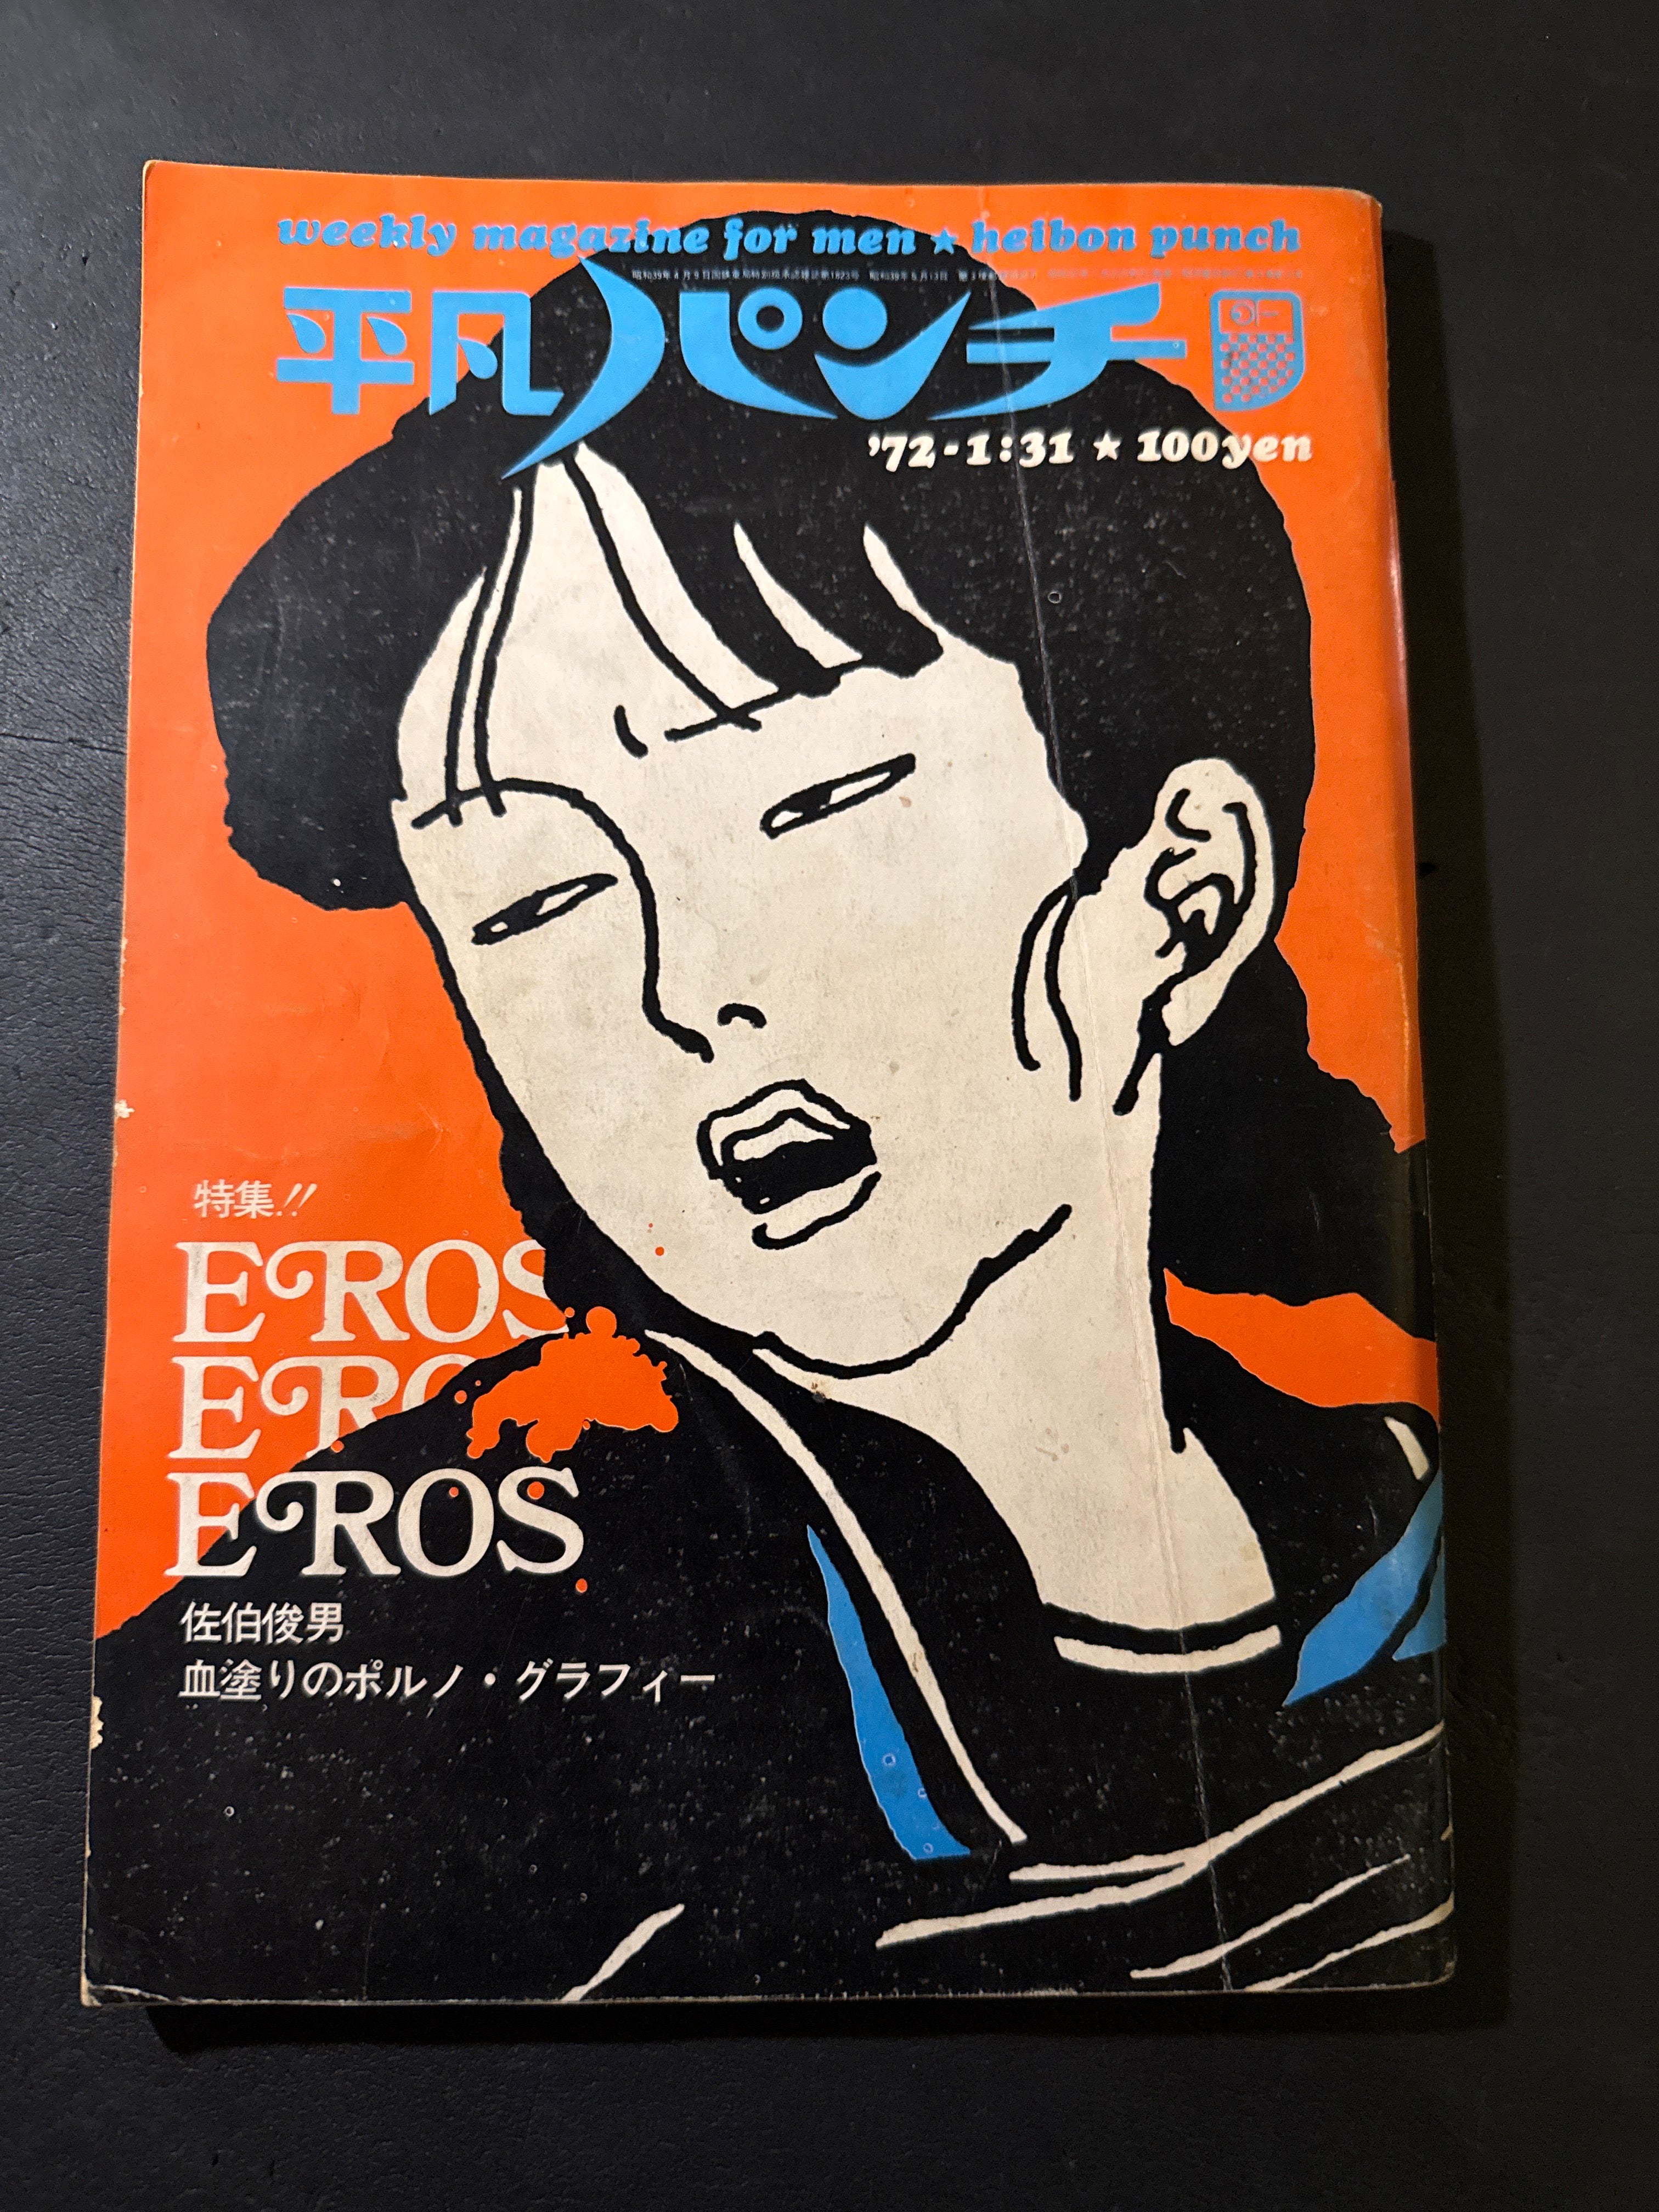 weekly magazine for men ★ heibon punch
平凡パンチ
'72-1:31 ★ 100yen
特集!!
EROS
EROS
EROS
佐伯俊男
血塗りのポルノ・グラフィー